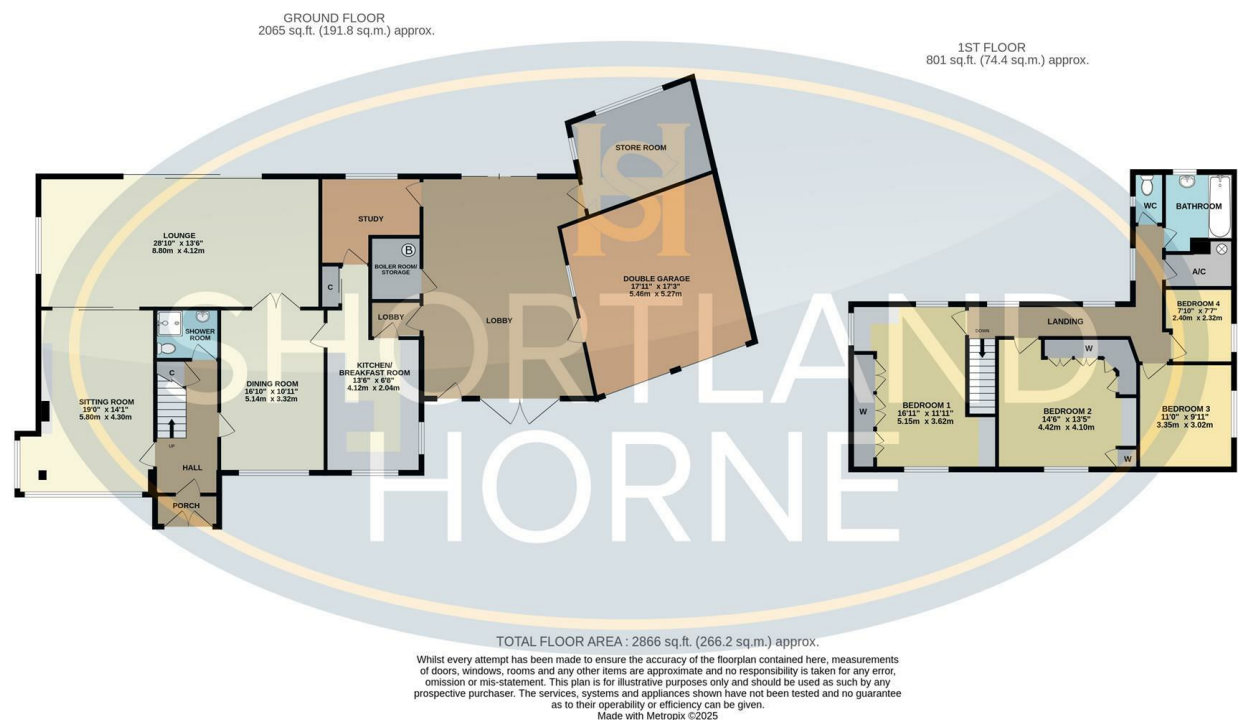 GROUND FLOOR
2065 sq.ft. (191.8 sq.m.) approx.
1ST FLOOR
801 sq.ft. (74.4 sq.m.) approx.
STORE ROOM
LOUNGE
28'10" x 13'6"
8.80m x 4.12m
STUDY
B
BOILER ROOM/
STORAGE
C
LOBBY
LOBBY
DOUBLE GARAGE
17'11" x 17'3"
5.46m x 5.27m
SHOWER
ROOM
C
SITTING ROOM
19'0" x 14'1"
5.80m x 4.30m
DINING ROOM
16'10" x 10'11"
5.14m x 3.32m
KITCHEN/
BREAKFAST ROOM
13'6" x 6'8"
4.12m x 2.04m
UP
HALL
PORCH
WC
BATHROOM
A/C
BEDROOM 4
7'10" x 7'7"
2.40m x 2.32m
LANDING
DOWN
W
W
BEDROOM 1
16'11" x 11'11"
5.15m x 3.62m
BEDROOM 2
14'6" x 13'5"
4.42m x 4.10m
W
BEDROOM 3
11'0" x 9'11"
3.35m x 3.02m
SH
SHORTLAND
HORNE
TOTAL FLOOR AREA : 2866 sq.ft. (266.2 sq.m.) approx.
Whilst every attempt has been made to ensure the accuracy of the floorplan contained here, measurements
of doors, windows, rooms and any other items are approximate and no responsibility is taken for any error,
omission or mis-statement. This plan is for illustrative purposes only and should be used as such by any
prospective purchaser. The services, systems and appliances shown have not been tested and no guarantee
as to their operability or efficiency can be given.
Made with Metropix ©2025